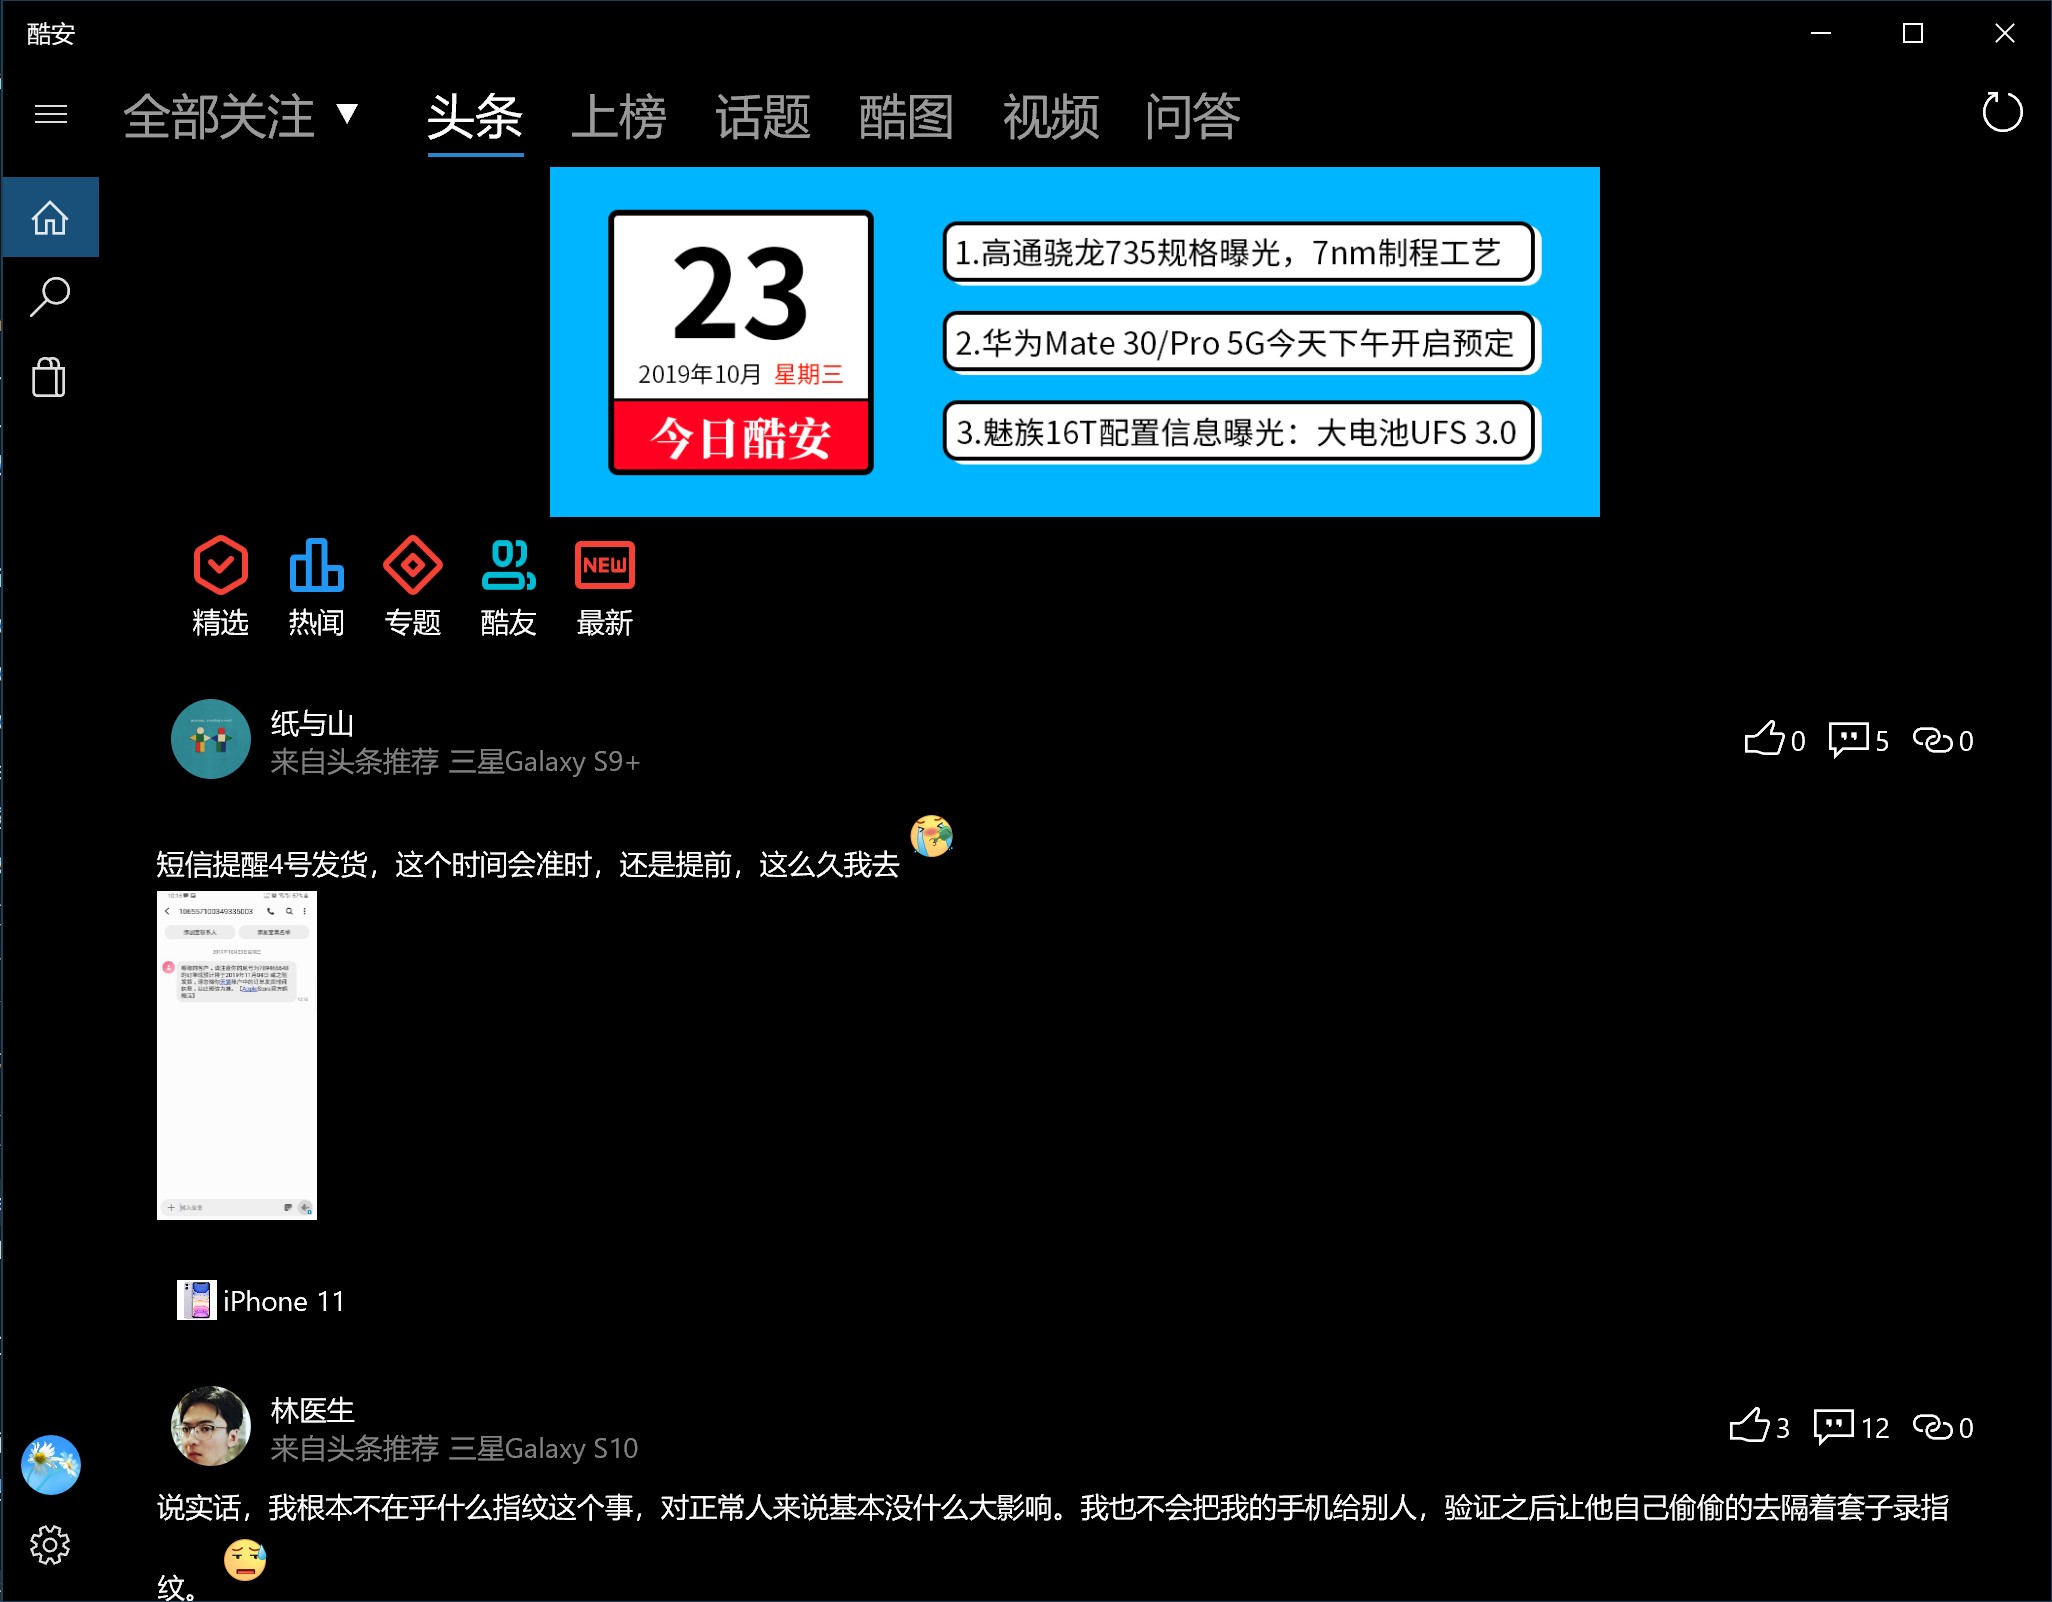 酷安
全部关注 ▼ 头条 上榜 话题 酷图 视频 问答
23
2019年10月 星期三
今日酷安
1.高通骁龙735规格曝光，7nm制程工艺
2.华为Mate 30/Pro 5G今天下午开启预定
3.魅族16T配置信息曝光：大电池UFS 3.0
NEW
精选 热闻 专题 酷友 最新
纸与山
来自头条推荐 三星Galaxy S9+
0 5 0
短信提醒4号发货，这个时间会准时，还是提前，这么久我去
iPhone 11
林医生
来自头条推荐 三星Galaxy S10
3 12 0
说实话，我根本不在乎什么指纹这个事，对正常人来说基本没什么大影响。我也不会把我的手机给别人，验证之后让他自己偷偷的去隔着套子录指
纹。